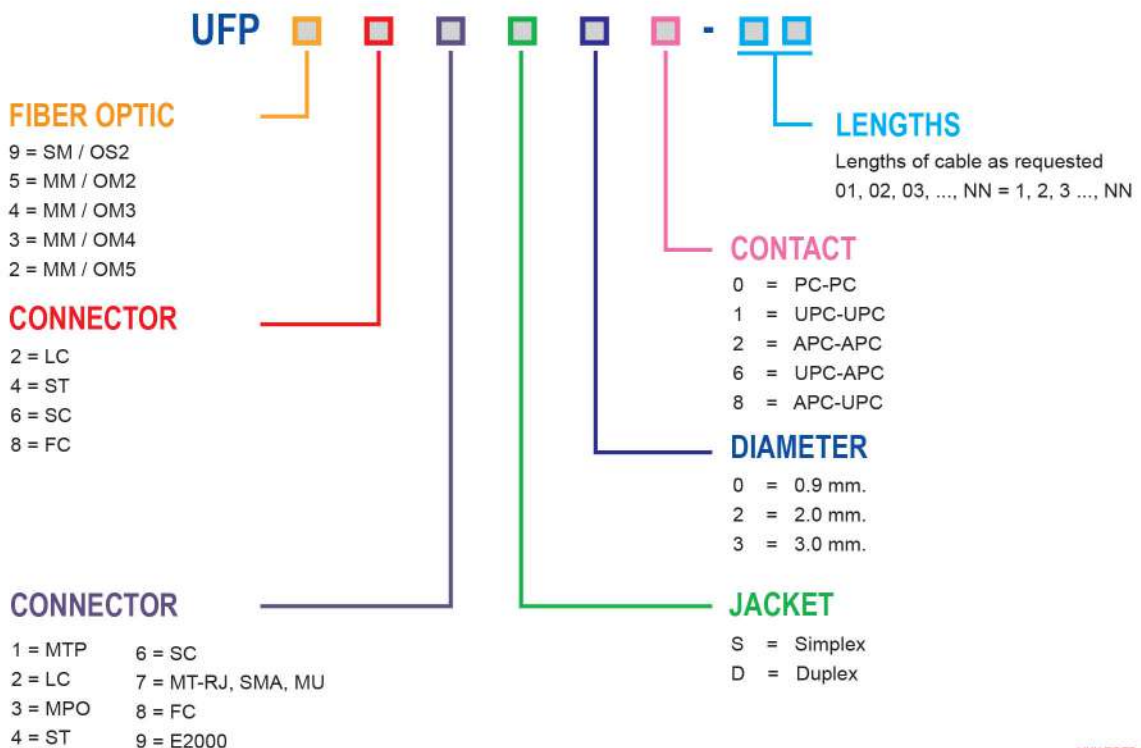 UFP -
FIBER OPTIC
9 = SM / OS2
5 = MM / OM2
4 = MM / OM3
3 = MM / OM4
2 = MM / OM5
CONNECTOR
2 = LC
4 = ST
6 = SC
8 = FC
CONNECTOR
1 = MTP
2 = LC
3 = MPO
4 = ST
6 = SC
7 = MT-RJ, SMA, MU
8 = FC
9 = E2000
LENGTHS
Lengths of cable as requested
01, 02, 03, ..., NN = 1, 2, 3 ..., NN
CONTACT
0 = PC-PC
1 = UPC-UPC
2 = APC-APC
6 = UPC-APC
8 = APC-UPC
DIAMETER
0 = 0.9 mm.
2 = 2.0 mm.
3 = 3.0 mm.
JACKET
S = Simplex
D = Duplex